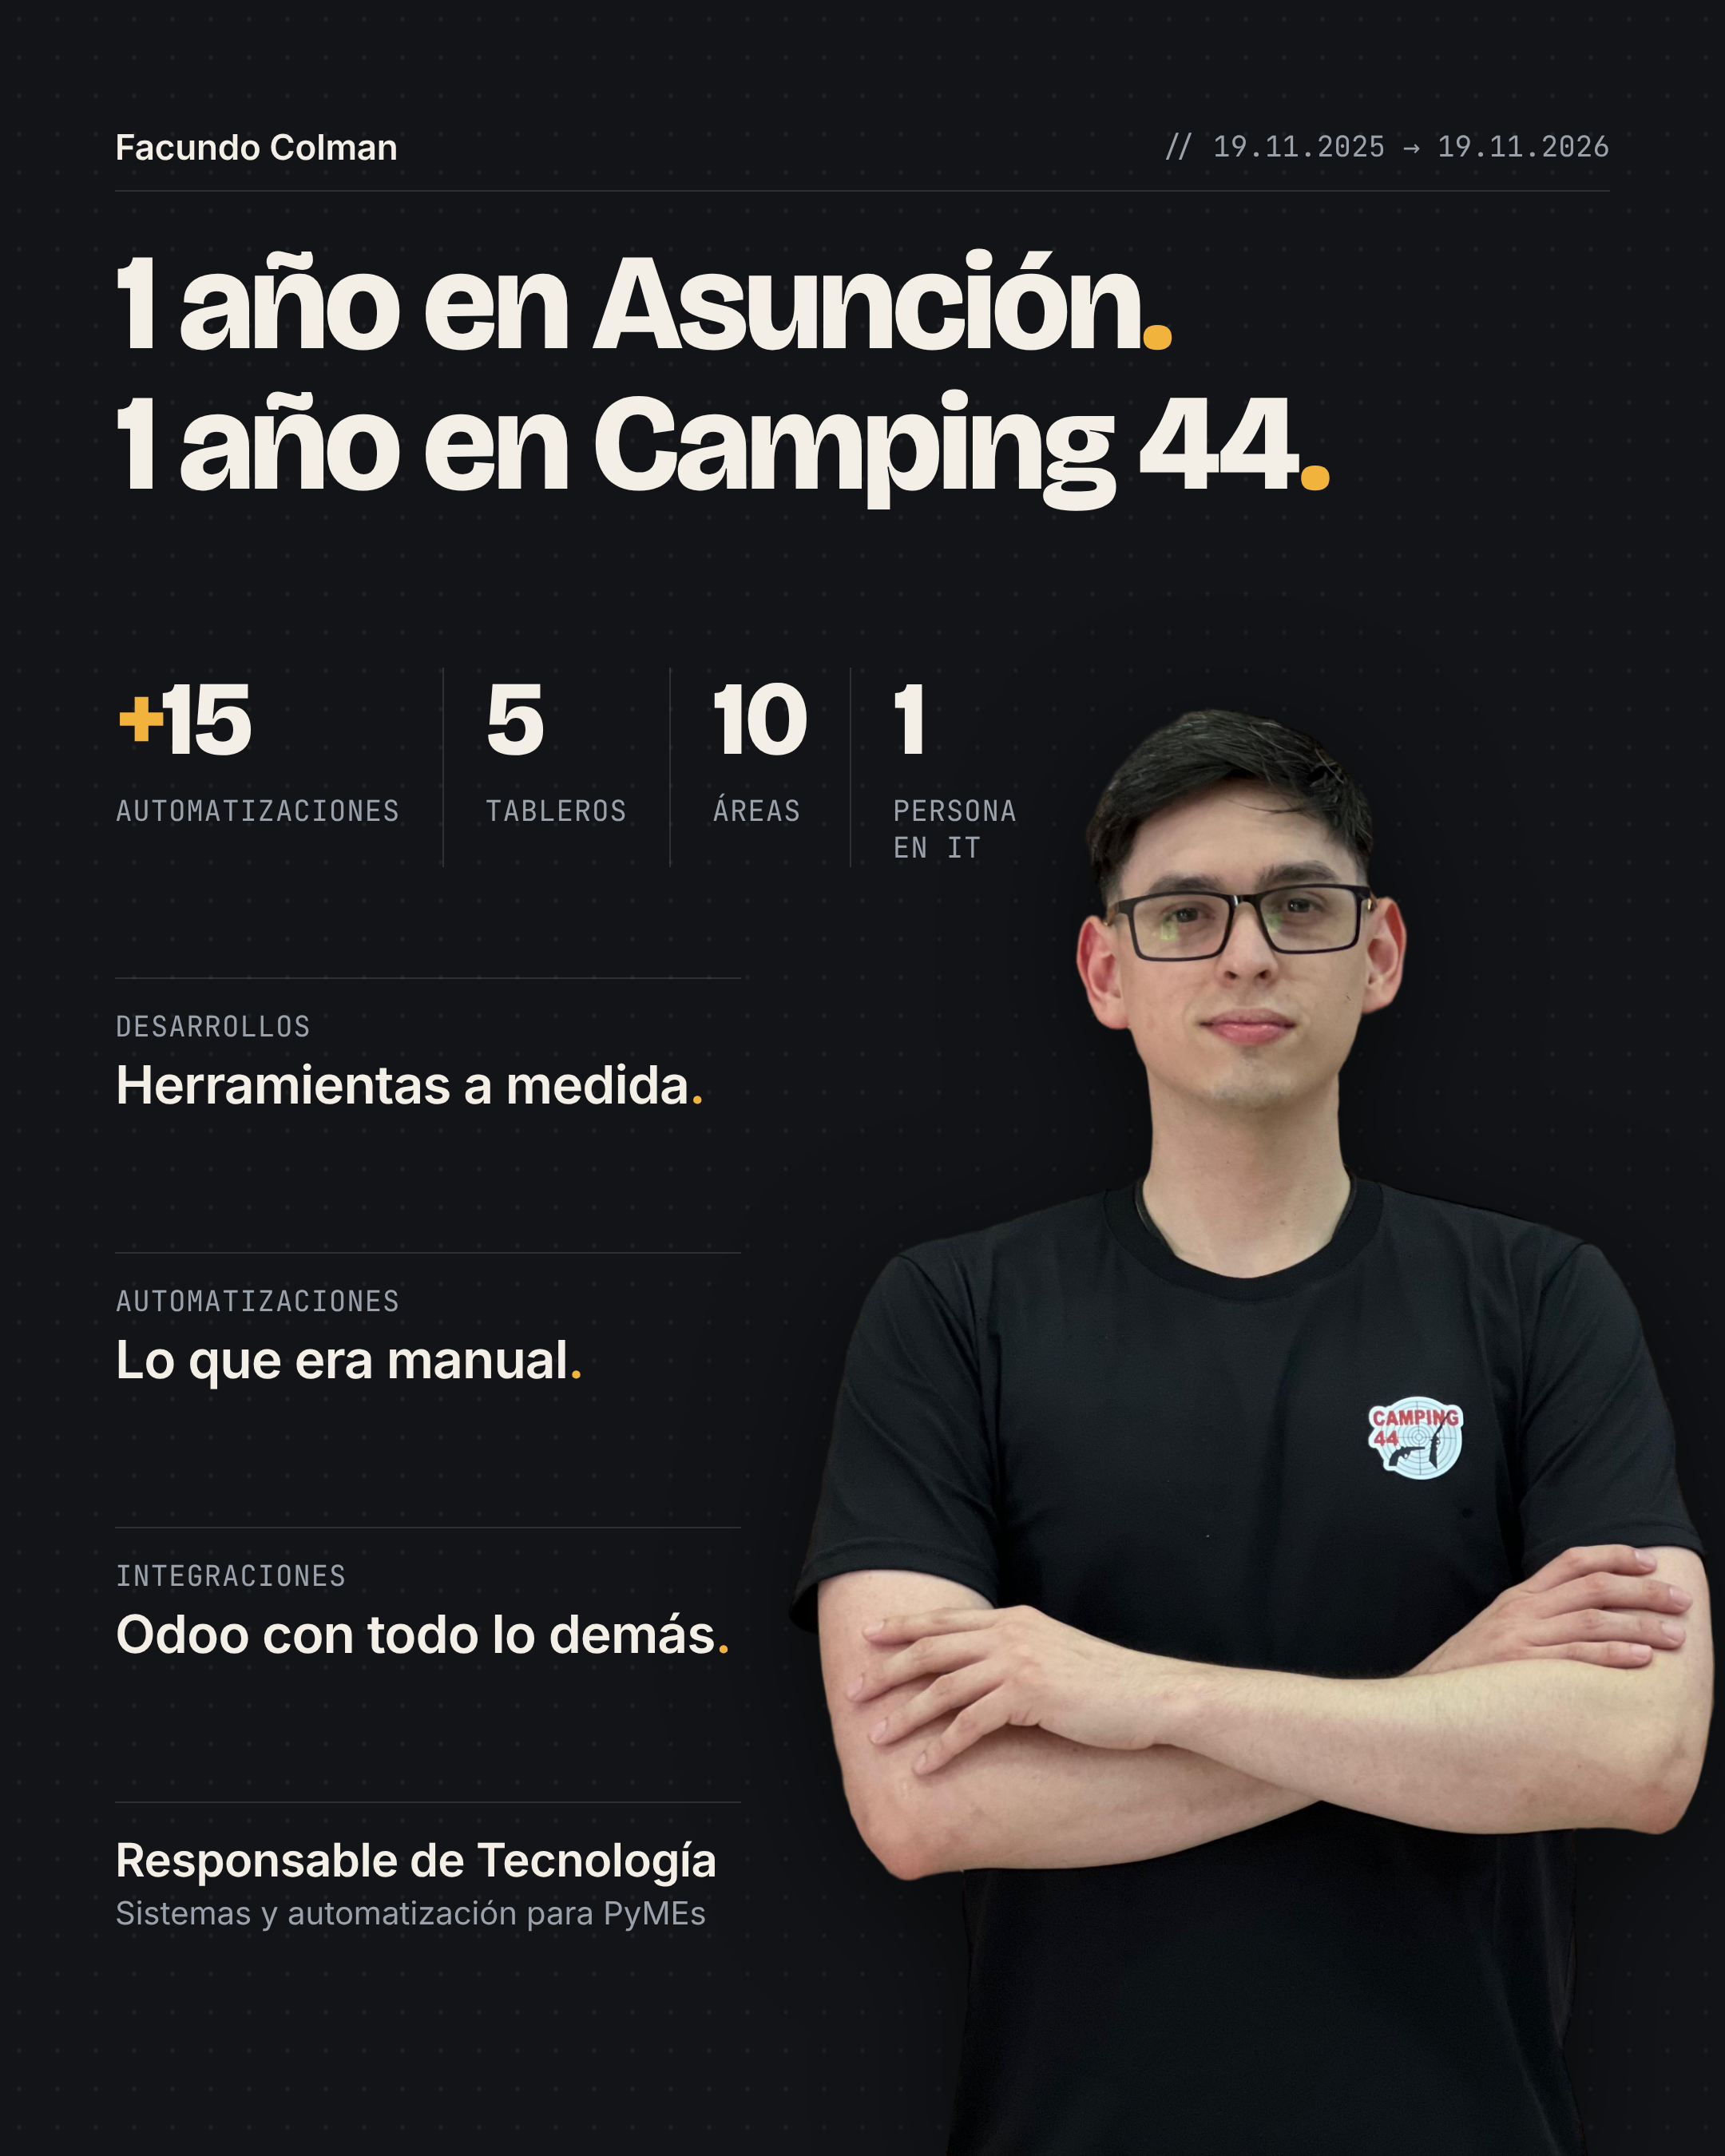 Facundo Colman
// 19.11.2025 → 19.11.2026
1 año en Asunción.
1 año en Camping 44.
+15
AUTOMATIZACIONES
5
TABLEROS
10
ÁREAS
1
PERSONA
EN IT
DESARROLLOS
Herramientas a medida.
AUTOMATIZACIONES
Lo que era manual.
CAMPING
44
INTEGRACIONES
Odoo con todo lo demás.
Responsable de Tecnología
Sistemas y automatización para PyMEs